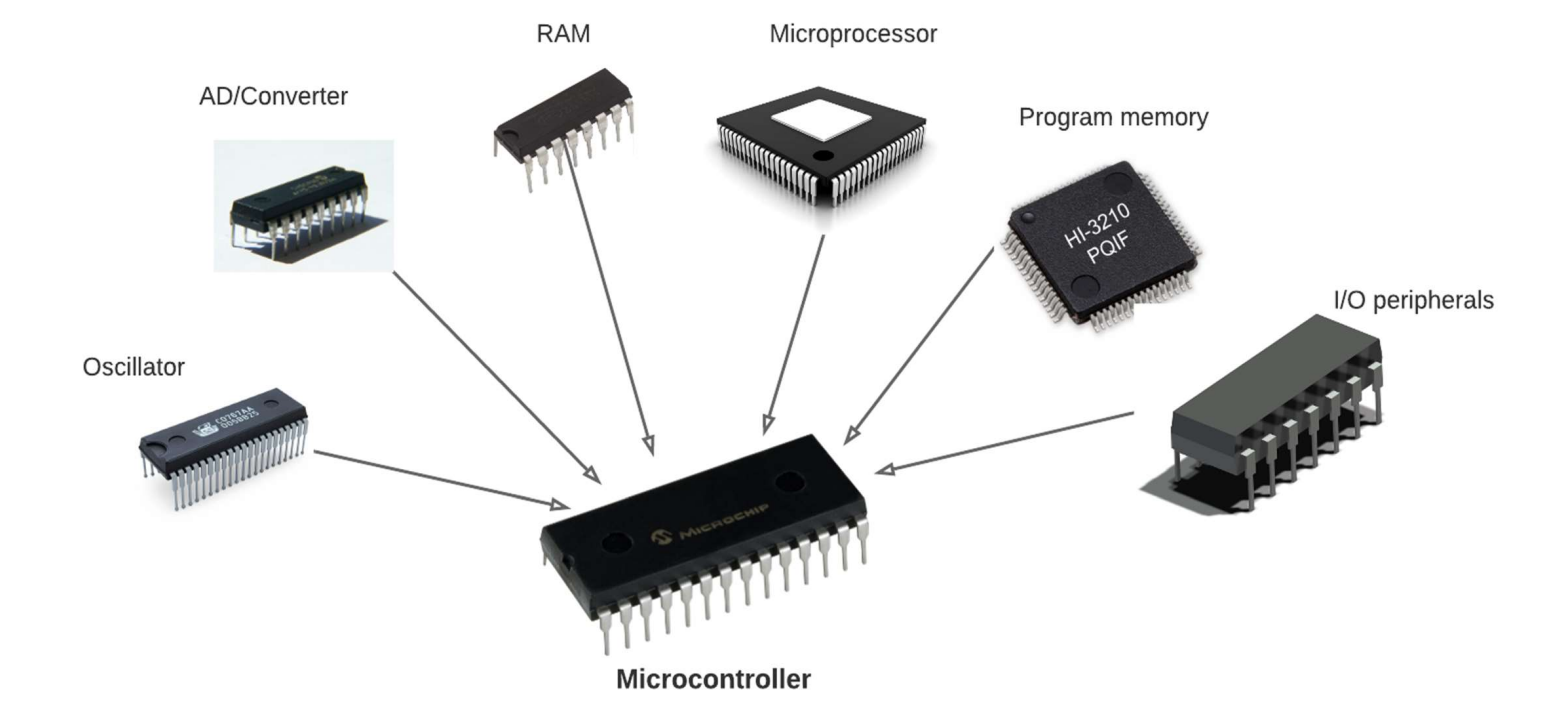 RAM
Microprocessor
AD/Converter
Program memory
HI-3210
PQIF
I/O peripherals
Oscillator
MICROCHIP
Microcontroller